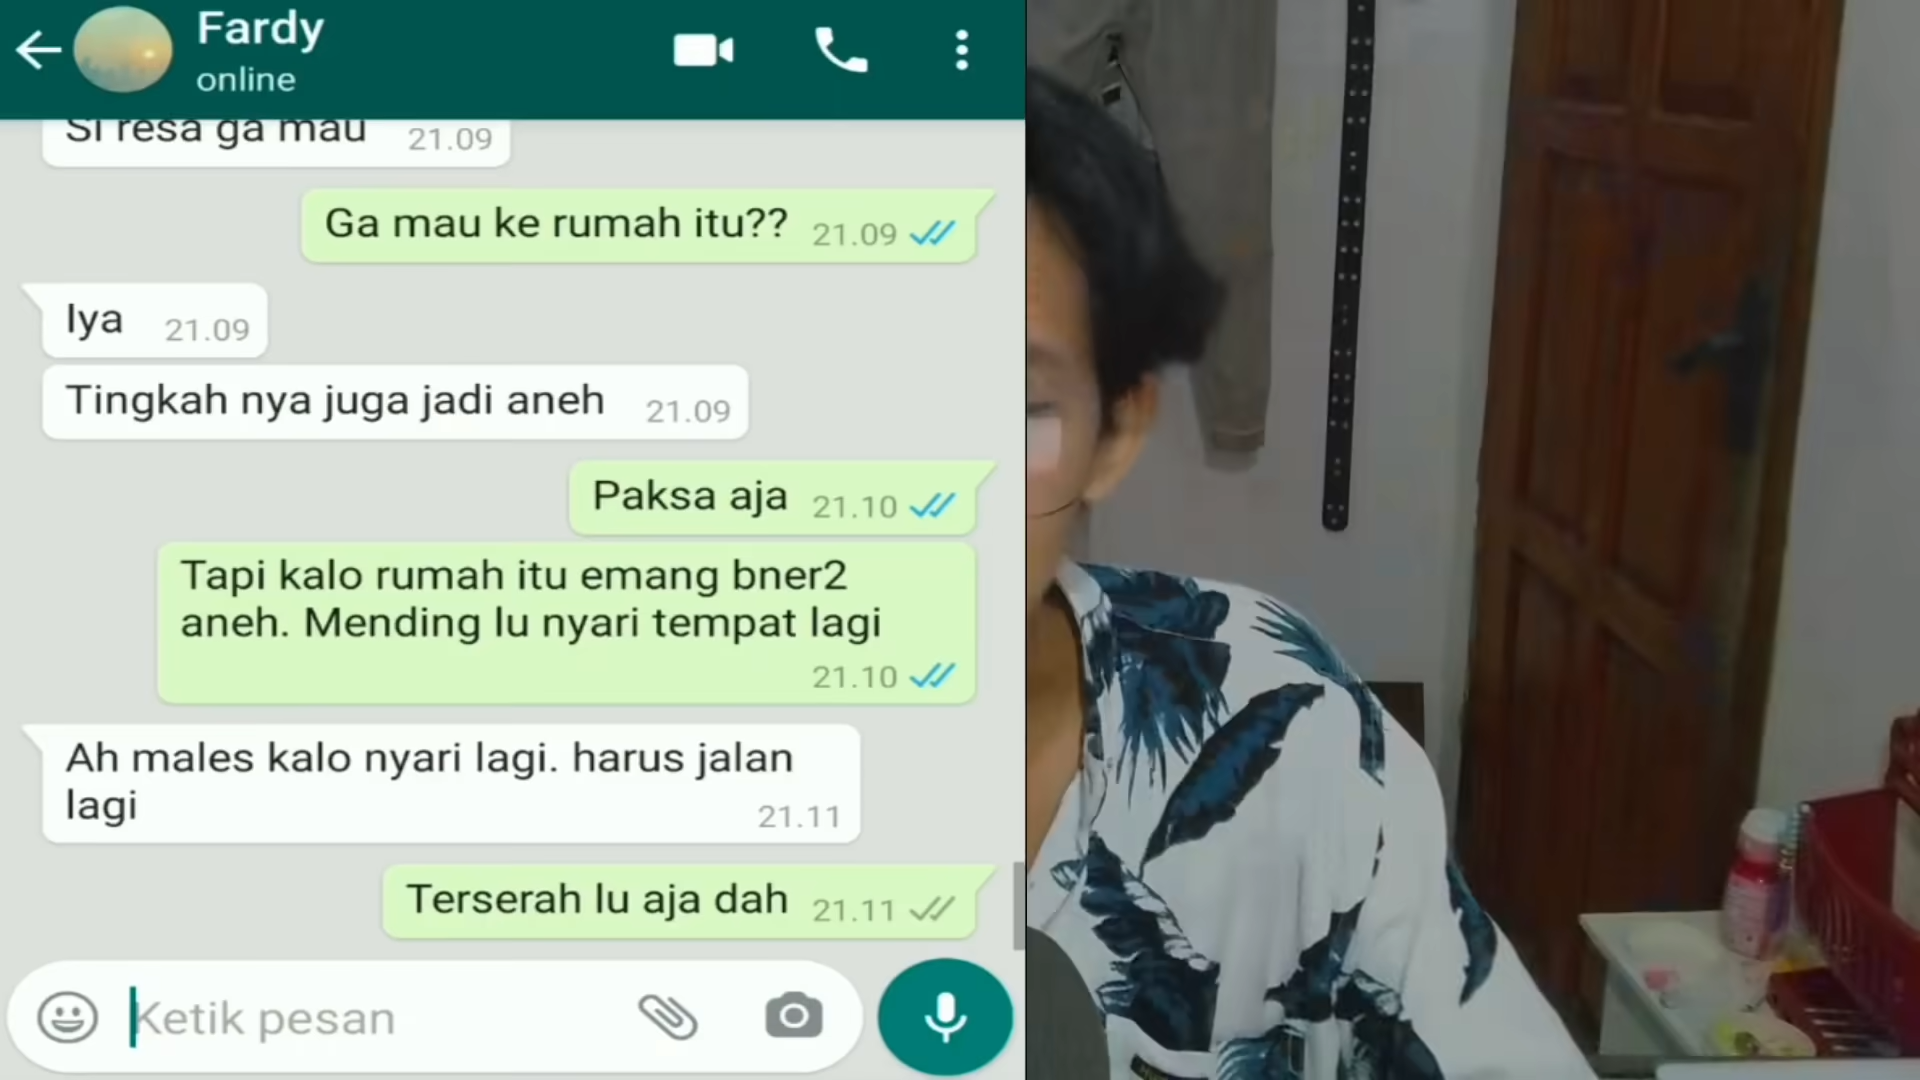 Fardy
online
Si resa ga mau 21.09
Ga mau ke rumah itu?? 21.09
Iya 21.09
Tingkah nya juga jadi aneh 21.09
Paksa aja 21.10
Tapi kalo rumah itu emang bner2
aneh. Mending lu nyari tempat lagi
21.10
Ah males kalo nyari lagi. harus jalan
lagi 21.11
Terserah lu aja dah 21.11
Ketik pesan